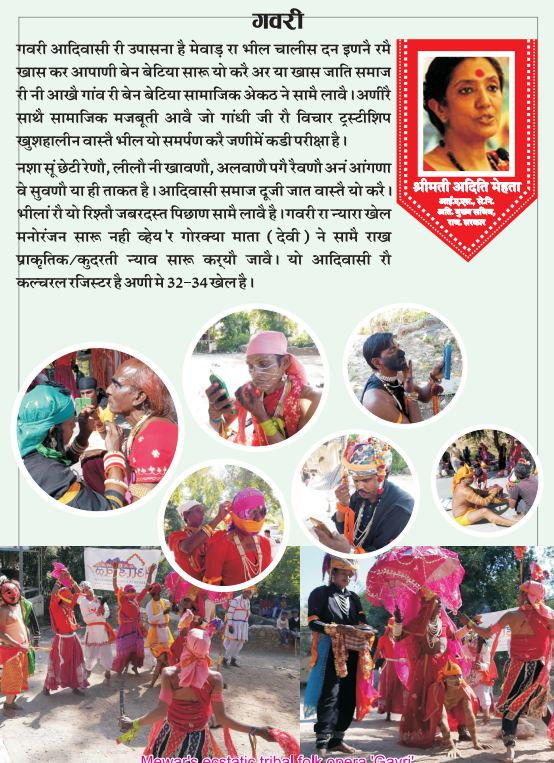 गवरी
गवरी आदिवासी री उपासना है मेवाड़ रा भील चालीस दन इणनै रमै
खास कर आपाणी बेन बेटिया सारू यो करै अर या खास जाति समाज
री नी आखै गांव री बेन बेटिया सामाजिक अेकठ ने सामै लावै । अणीरै
साथै सामाजिक मजबूती आवै जो गांधी जी रौ विचार ट्रस्टीशिप
खुशहालीन वास्तै भील यो समर्पण करै जणीमें कडी परीक्षा है।
नशा सूं छेटी रेणौ, लीलौ नी खावणौ, अलवाणै पगै रैवणौ अनं आंगणा
वे सुवणौ या ही ताकत है। आदिवासी समाज दूजी जात वास्तै यो करै।
भीलां रौ यो रिश्तौ जबरदस्त पिछाण सामै लावै है। गवरी रा न्यारा खेल
मनोरंजन सारू नही व्हेय'र गोरक्या माता ( देवी ) ने सामै राख
प्राकृतिक/कुदरती न्याव सारू कर्‌यौ जावै। यो आदिवासी रौ
कल्चरल रजिस्टर है अणी मे 32-34 खेल है।
श्रीमती अदिति मेहता
आई.ए.एस., से.नि.
अति. मुख्य सचिव,
राज. सरकार
Mewar's ecstatic tribal folk opera 'Gavri'